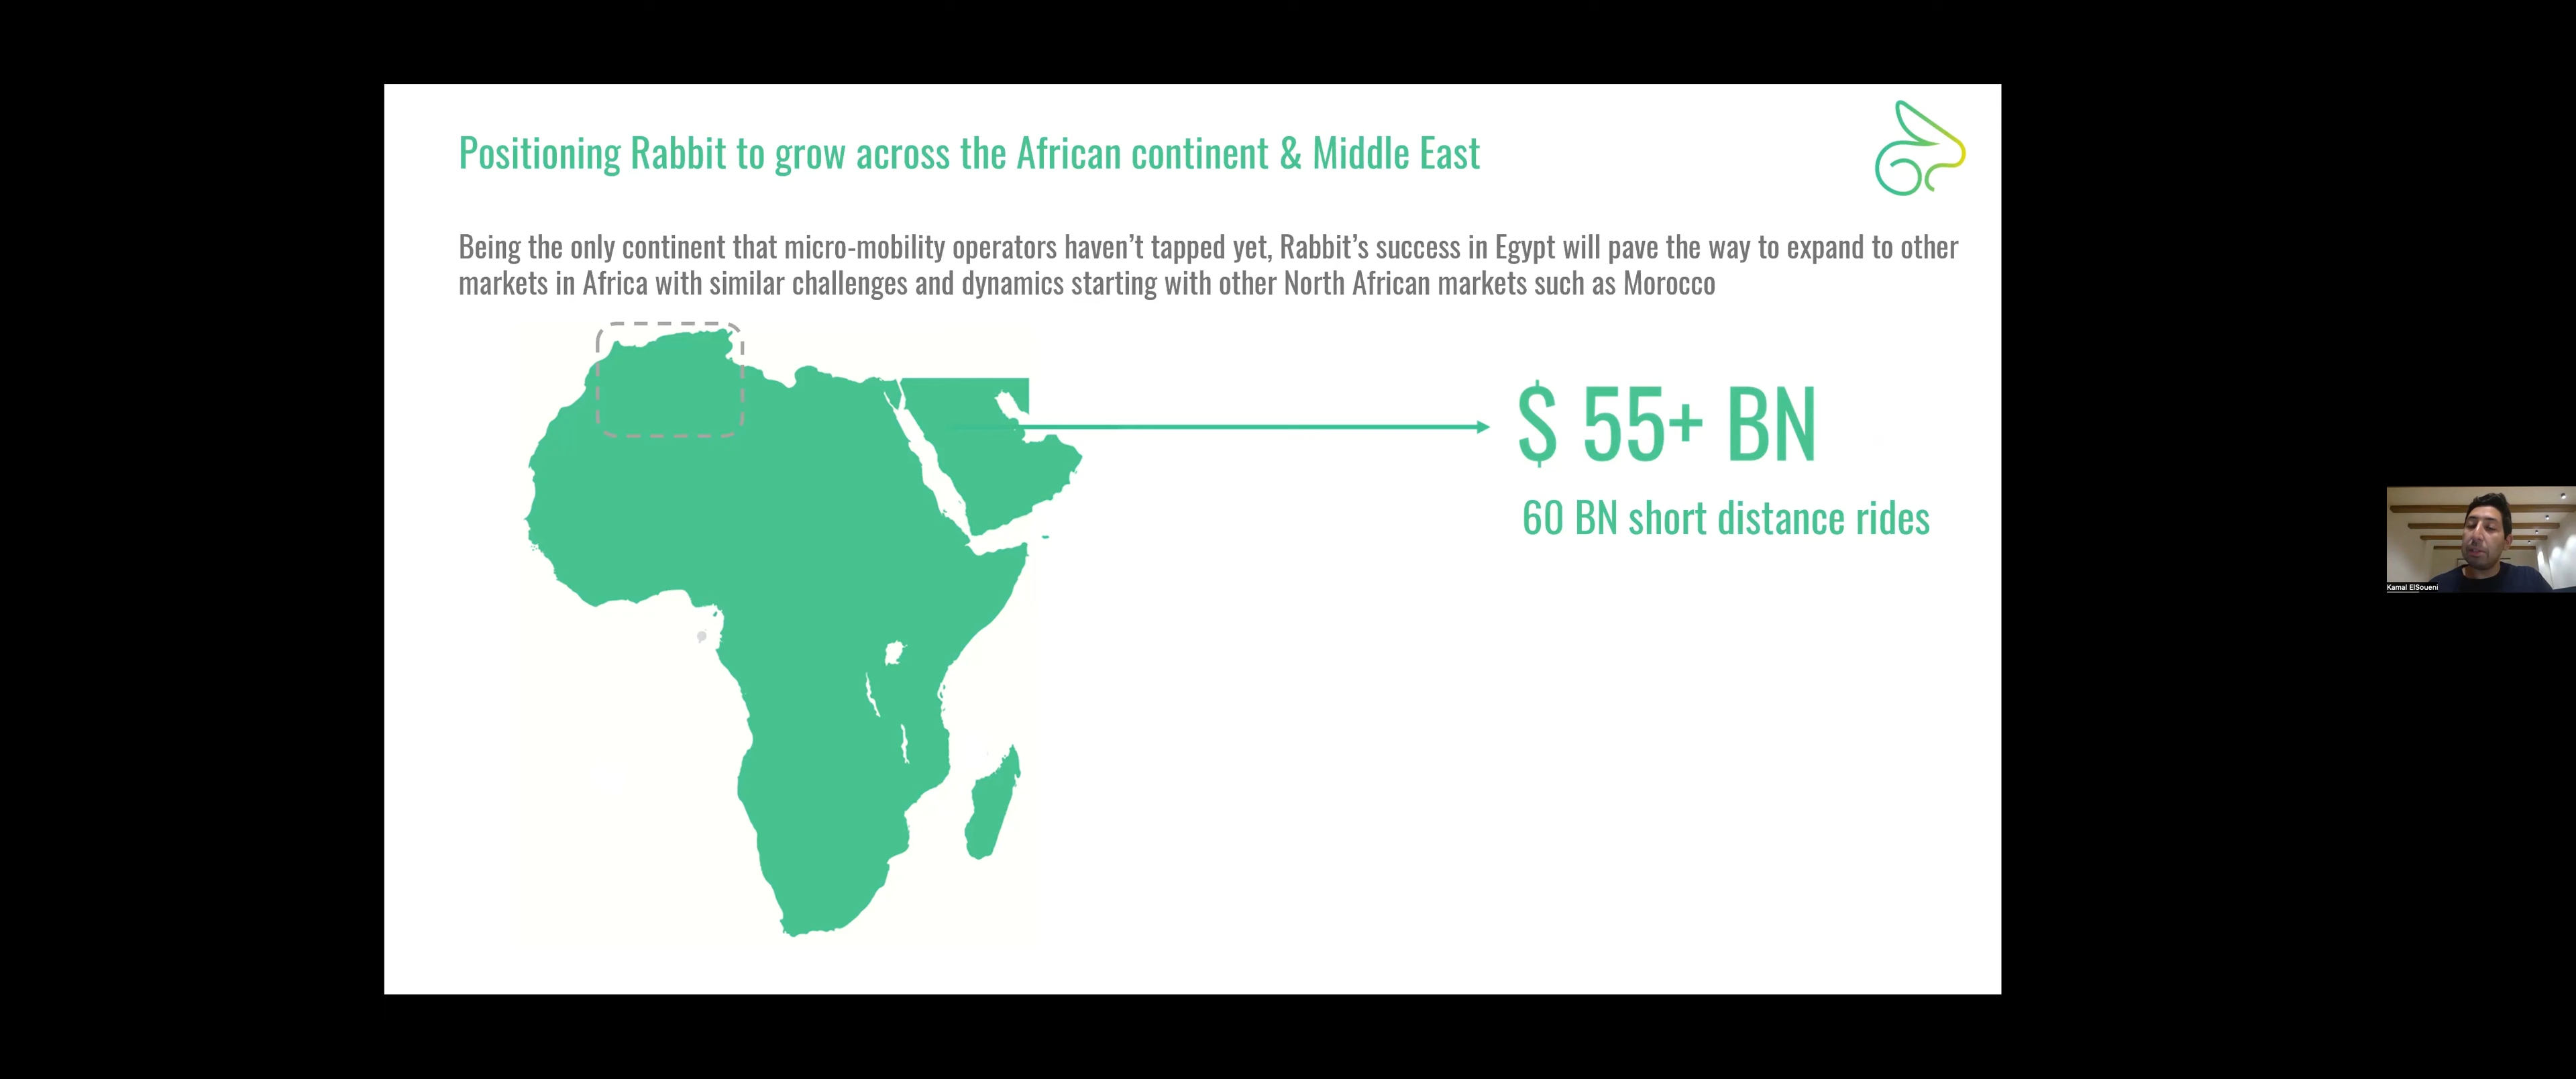 Positioning Rabbit to grow across the African continent & Middle East
Being the only continent that micro-mobility operators haven’t tapped yet, Rabbit’s success in Egypt will pave the way to expand to other
markets in Africa with similar challenges and dynamics starting with other North African markets such as Morocco
$ 55+ BN
60 BN short distance rides
Kamal ElSoueni